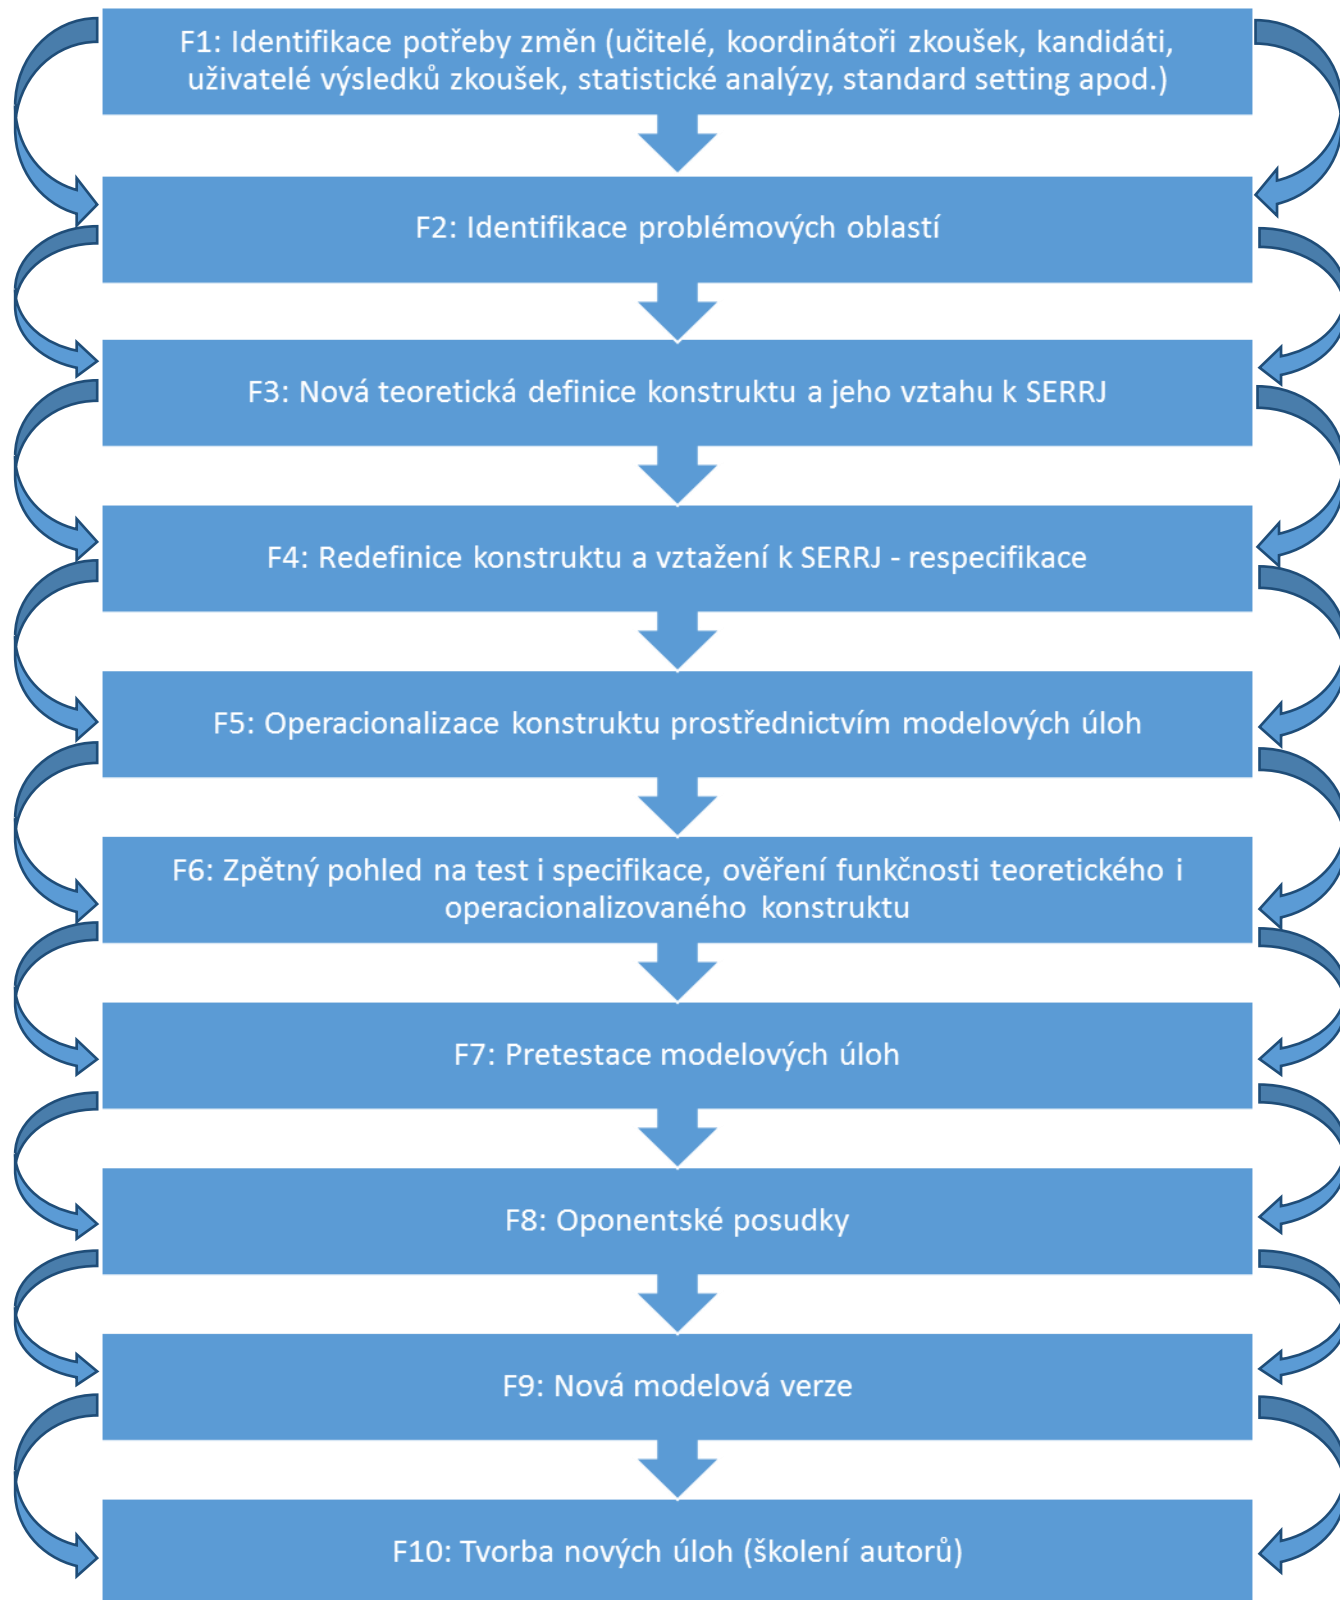 F1: Identifikace potřeby změn (učitelé, koordinátoři zkoušek, kandidáti,
uživatelé výsledků zkoušek, statistické analýzy, standard setting apod.)
F2: Identifikace problémových oblastí
F3: Nová teoretická definice konstruktu a jeho vztahu k SERRJ
F4: Redefinice konstruktu a vztažení k SERRJ - respecifikace
F5: Operacionalizace konstruktu prostřednictvím modelových úloh
F6: Zpětný pohled na test i specifikace, ověření funkčnosti teoretického i
operacionalizovaného konstruktu
F7: Pretestace modelových úloh
F8: Oponentské posudky
F9: Nová modelová verze
F10: Tvorba nových úloh (školení autorů)